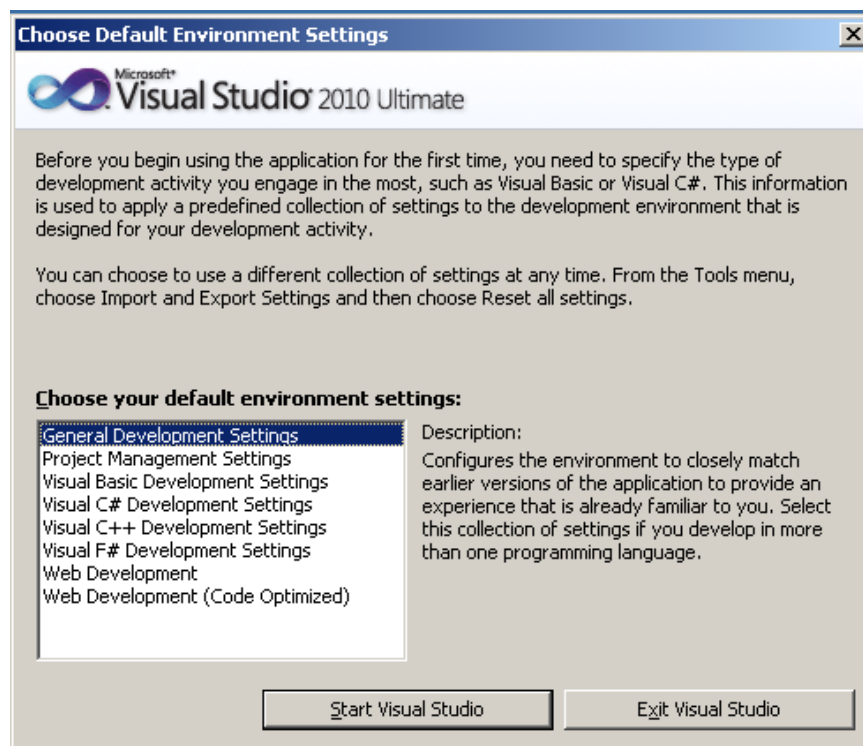 Choose Default Environment Settings
Microsoft®
Visual Studio® 2010 Ultimate
Before you begin using the application for the first time, you need to specify the type of
development activity you engage in the most, such as Visual Basic or Visual C#. This information
is used to apply a predefined collection of settings to the development environment that is
designed for your development activity.
You can choose to use a different collection of settings at any time. From the Tools menu,
choose Import and Export Settings and then choose Reset all settings.
Choose your default environment settings:
General Development Settings
Project Management Settings
Visual Basic Development Settings
Visual C# Development Settings
Visual C++ Development Settings
Visual F# Development Settings
Web Development
Web Development (Code Optimized)
Description:
Configures the environment to closely match
earlier versions of the application to provide an
experience that is already familiar to you. Select
this collection of settings if you develop in more
than one programming language.
Start Visual Studio
Exit Visual Studio